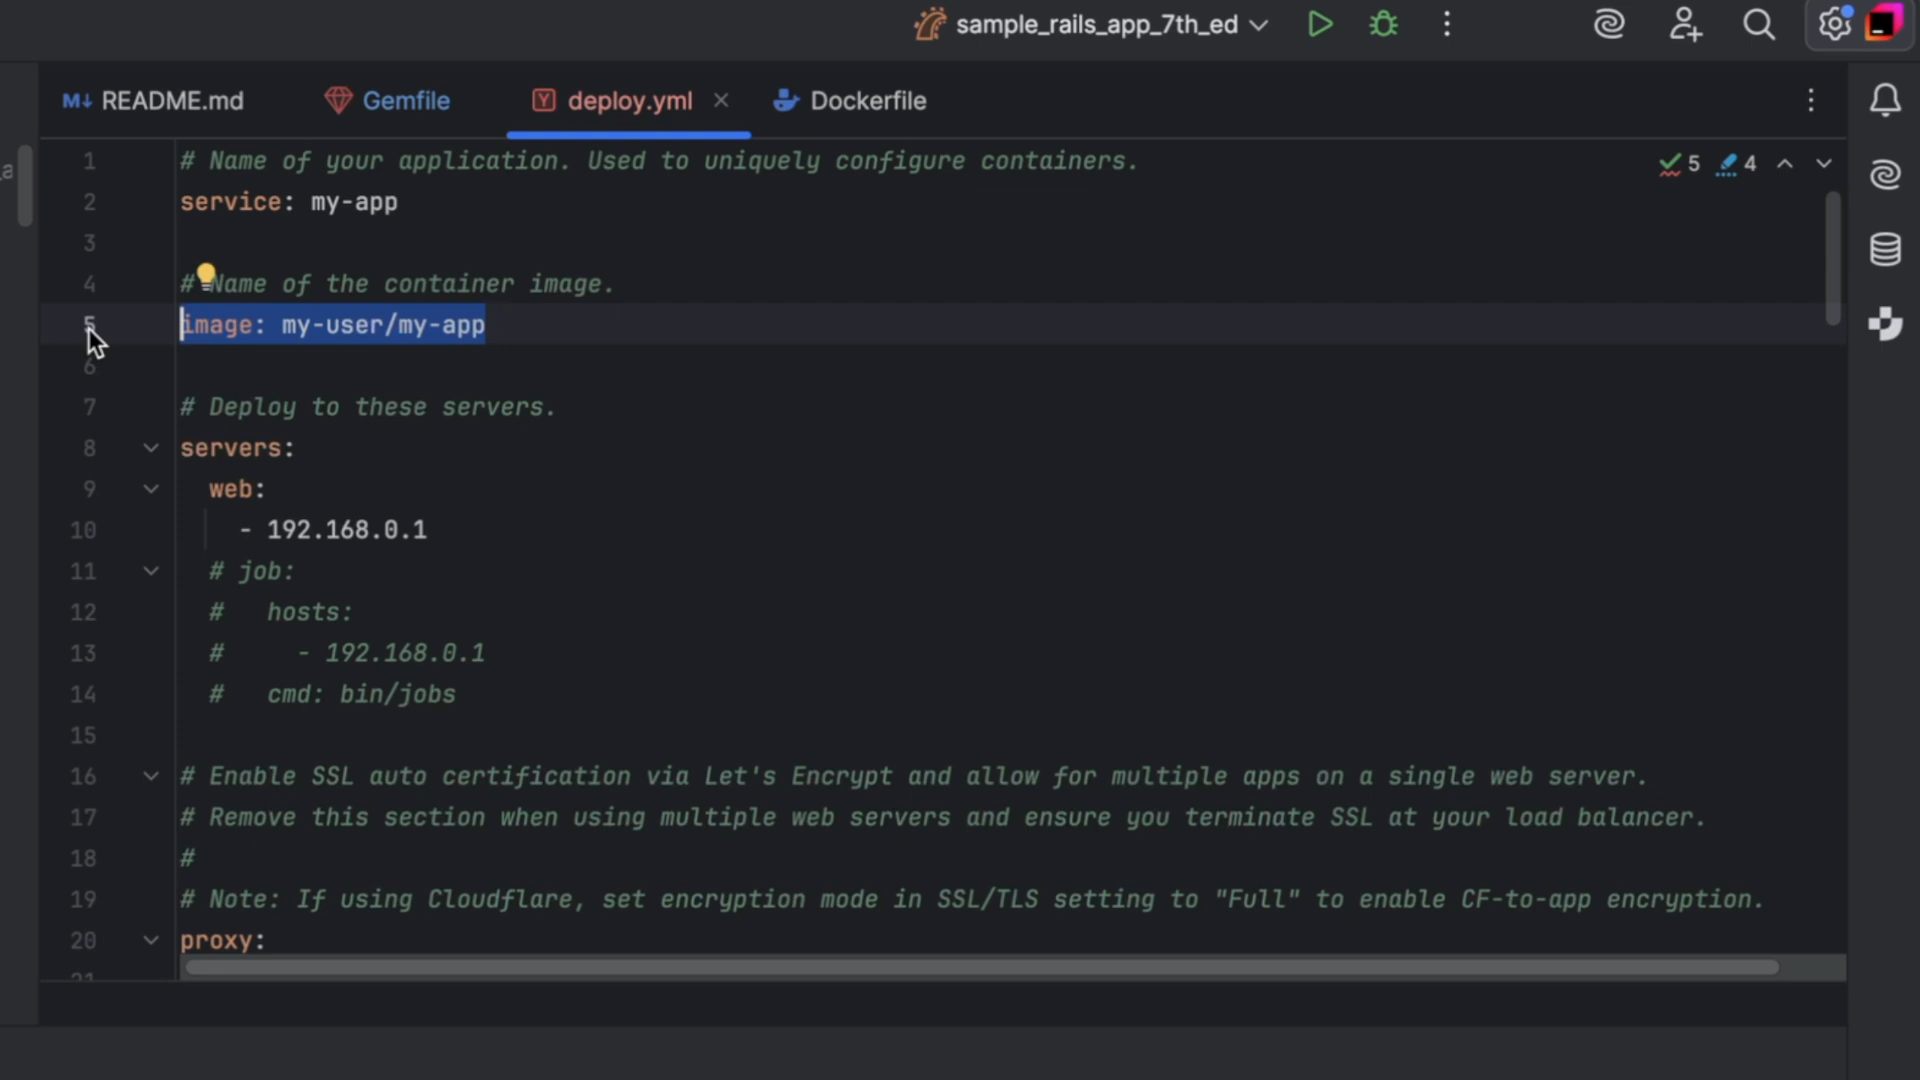 sample_rails_app_7th_ed
README.md
Gemfile
deploy.yml
Dockerfile
1 # Name of your application. Used to uniquely configure containers.
5 4
2 service: my-app
3
4 # Name of the container image.
5 image: my-user/my-app
6
7 # Deploy to these servers.
8 servers:
9 web:
10 - 192.168.0.1
11 # job:
12 # hosts:
13 # - 192.168.0.1
14 # cmd: bin/jobs
15
16 # Enable SSL auto certification via Let's Encrypt and allow for multiple apps on a single web server.
17 # Remove this section when using multiple web servers and ensure you terminate SSL at your load balancer.
18 #
19 # Note: If using Cloudflare, set encryption mode in SSL/TLS setting to "Full" to enable CF-to-app encryption.
20 proxy:
21